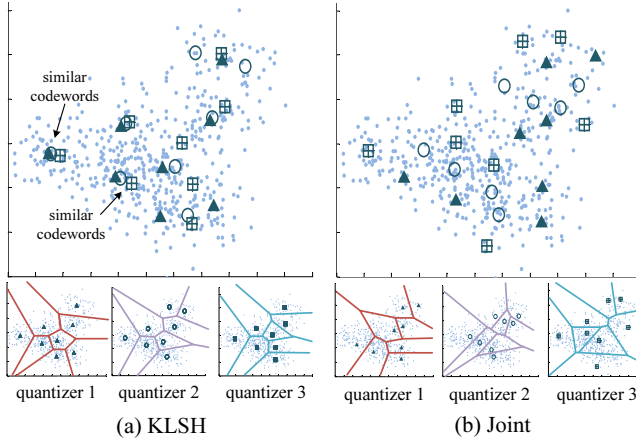 similar
codewords
similar
codewords
quantizer 1
quantizer 2
quantizer 3
quantizer 1
quantizer 2
quantizer 3
(a) KLSH
(b) Joint